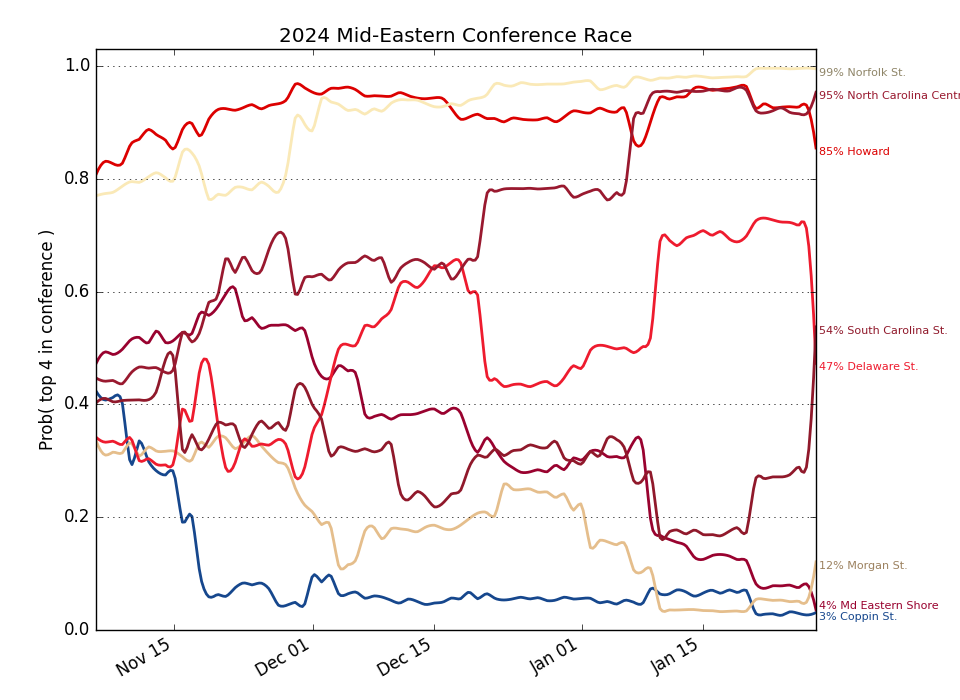 2024 Mid-Eastern Conference Race
Prob( top 4 in conference )
1.0
0.8
0.6
0.4
0.2
0.0
Nov 15
Dec 01
Dec 15
Jan 01
Jan 15
99% Norfolk St.
95% North Carolina Centr
85% Howard
54% South Carolina St.
47% Delaware St.
12% Morgan St.
4% Md Eastern Shore
3% Coppin St.